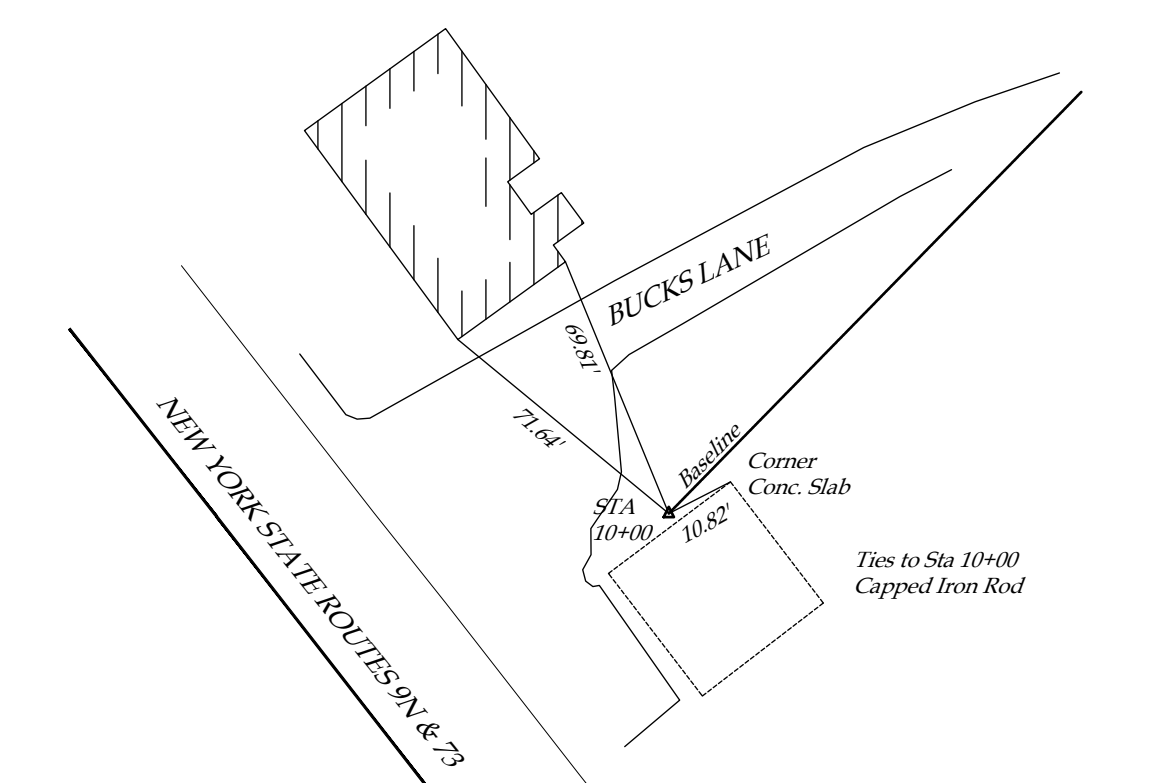 BUCKS LANE
69.81'
71.64'
NEW YORK STATE ROUTES 9N & 73
Baseline
Corner
Conc. Slab
STA
10+00
10.82'
Ties to Sta 10+00
Capped Iron Rod